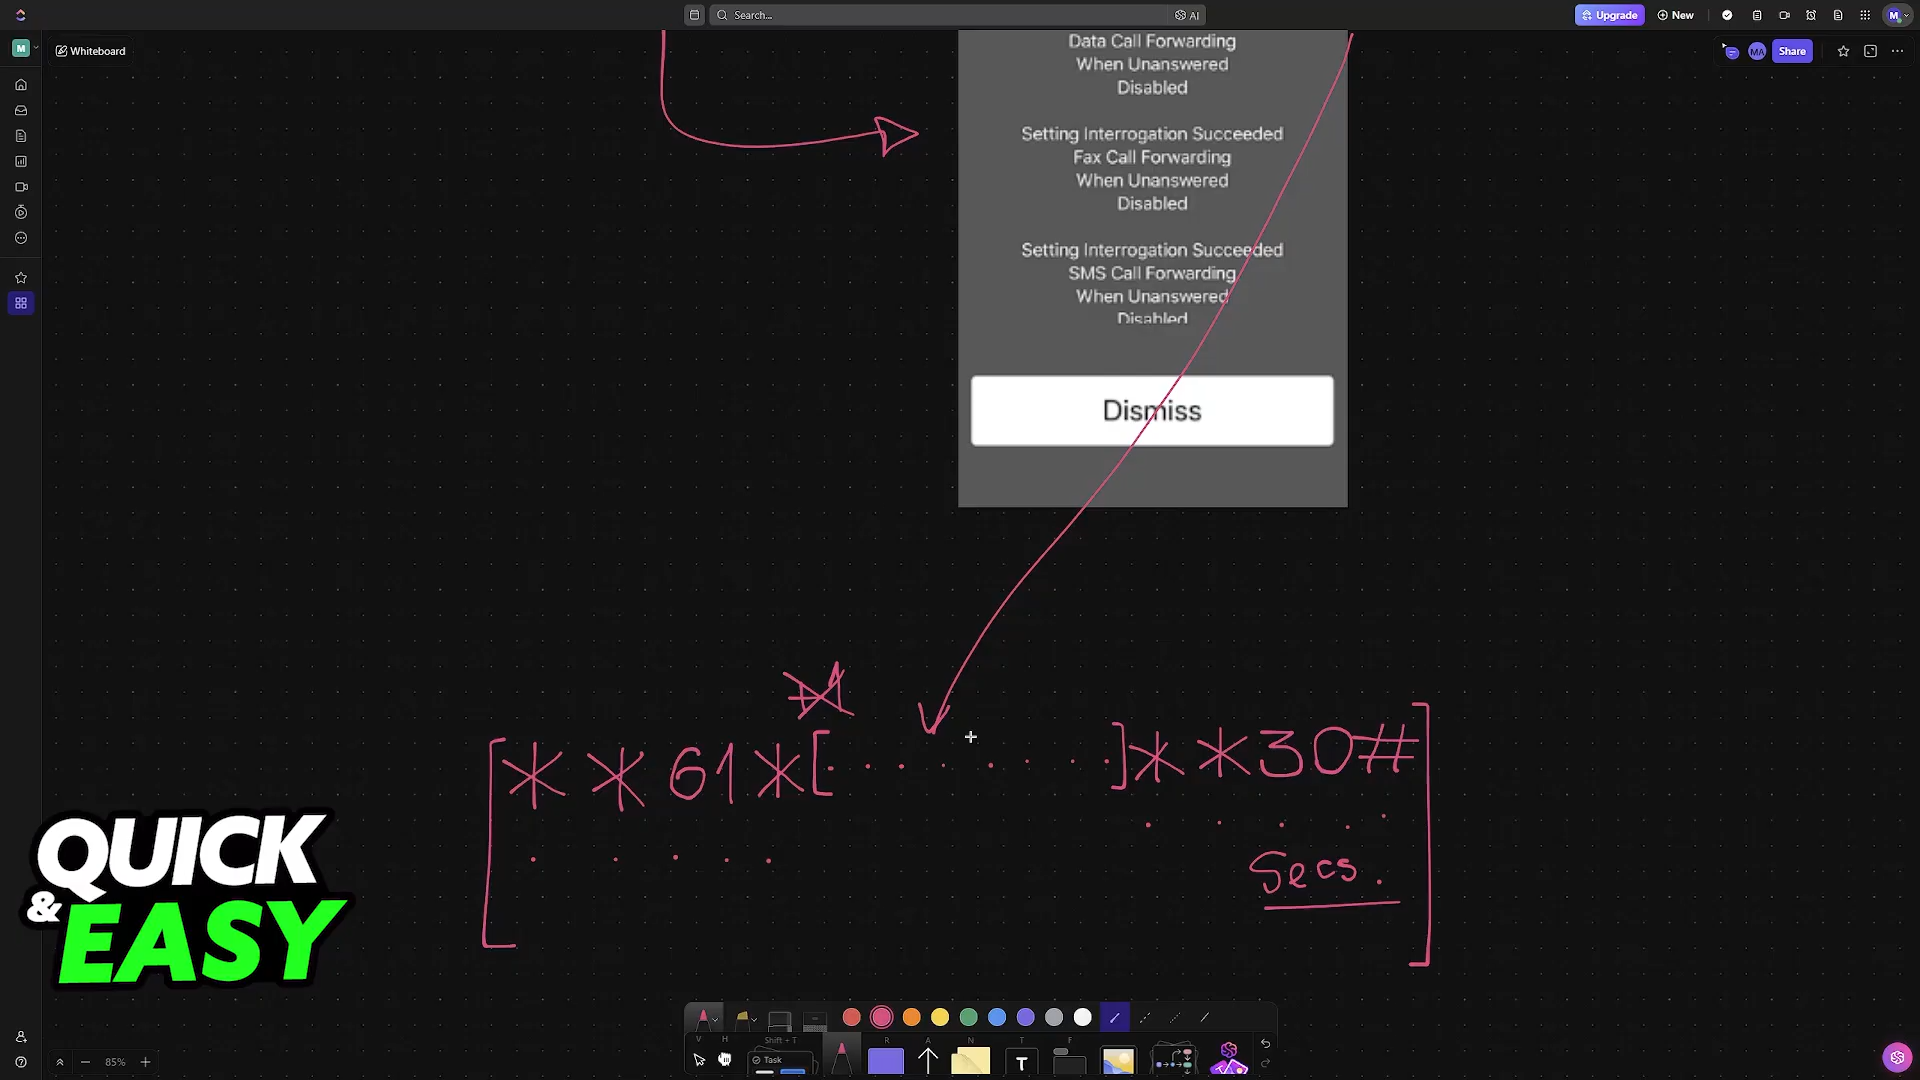 Search...
AI
Upgrade
New
M
M
Whiteboard
MA
Share
Data Call Forwarding
When Unanswered
Disabled
Setting Interrogation Succeeded
Fax Call Forwarding
When Unanswered
Disabled
Setting Interrogation Succeeded
SMS Call Forwarding
When Unanswered
Disabled
Dismiss
**61*[........]**30#
Secs.
QUICK
&EASY
V H Shift + T R A N T F
Task
T
85%